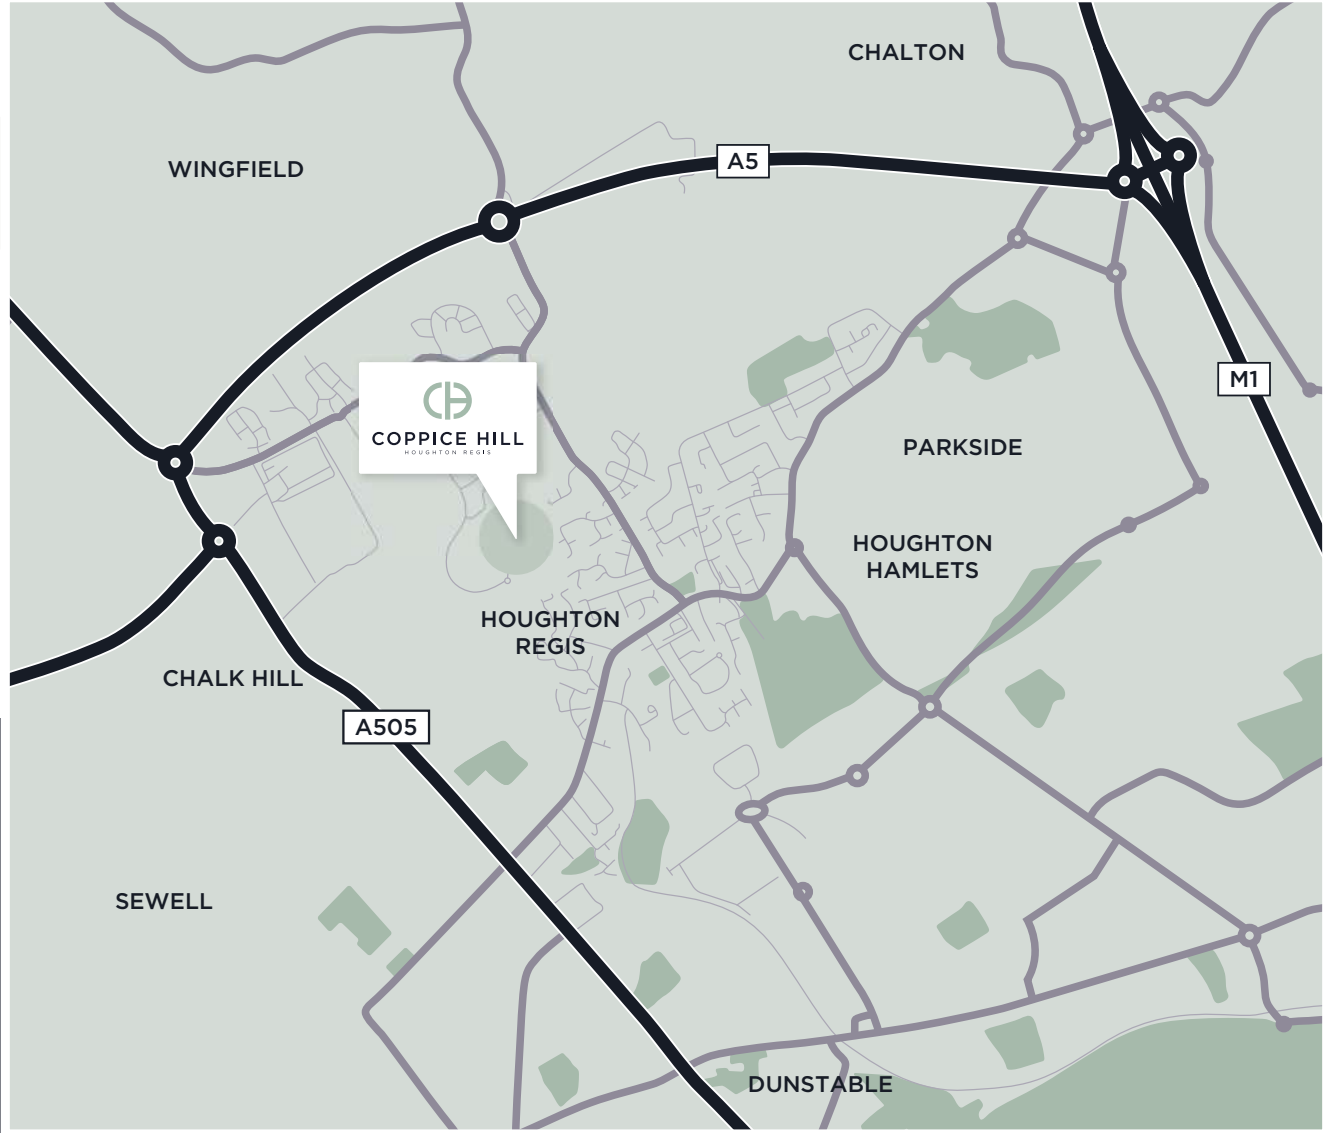 CHALTON
WINGFIELD
A5
M1
COPPICE HILL
HOUGHTON REGIS
PARKSIDE
HOUGHTON
HAMLETS
HOUGHTON
REGIS
CHALK HILL
A505
SEWELL
DUNSTABLE